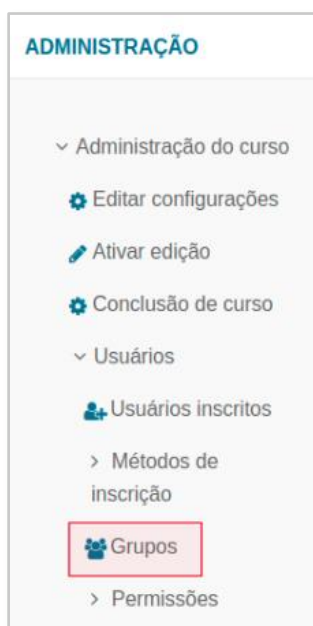 ADMINISTRAÇÃO
Administração do curso
Editar configurações
Ativar edição
Conclusão de curso
Usuários
Usuários inscritos
Métodos de
inscrição
Grupos
Permissões